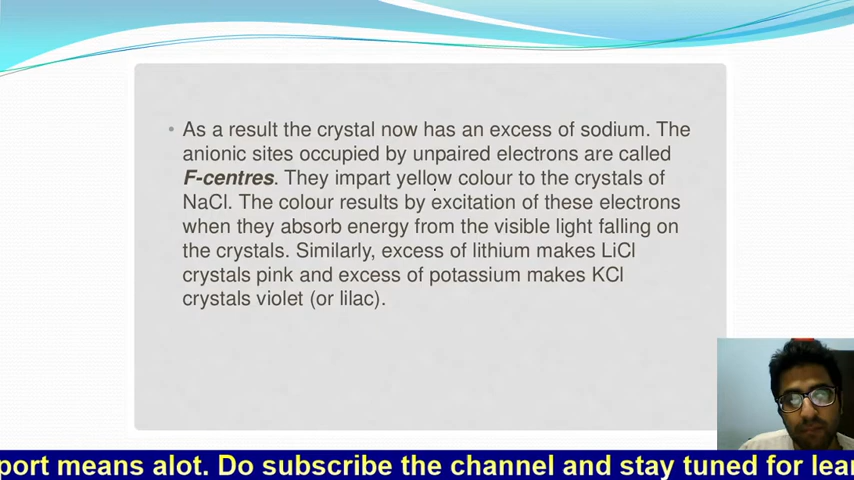 • As a result the crystal now has an excess of sodium. The
anionic sites occupied by unpaired electrons are called
F-centres. They impart yellow colour to the crystals of
NaCl. The colour results by excitation of these electrons
when they absorb energy from the visible light falling on
the crystals. Similarly, excess of lithium makes LiCl
crystals pink and excess of potassium makes KCl
crystals violet (or lilac).
port means alot. Do subscribe the channel and stay tuned for lear